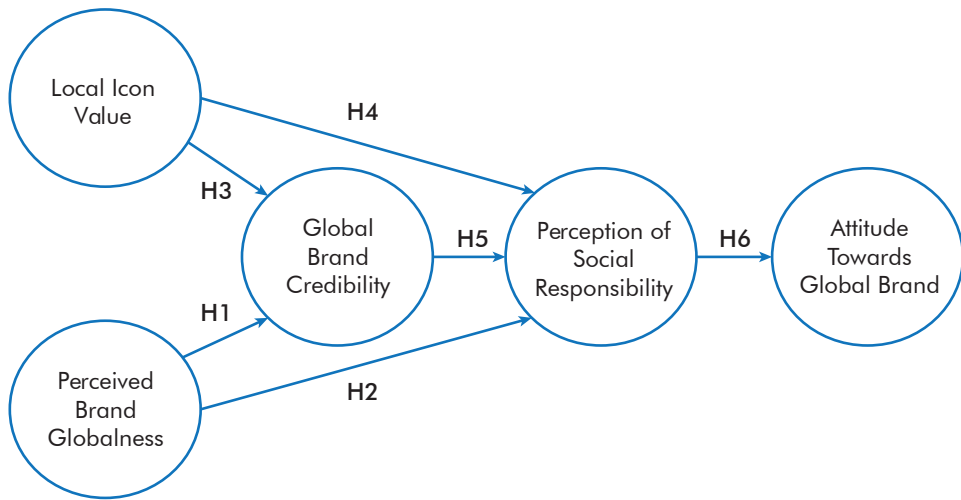 Local Icon
Value
H4
H3
Global
Brand
Credibility
H5
Perception of
Social
Responsibility
H6
Attitude
Towards
Global Brand
H1
H2
Perceived
Brand
Globalness